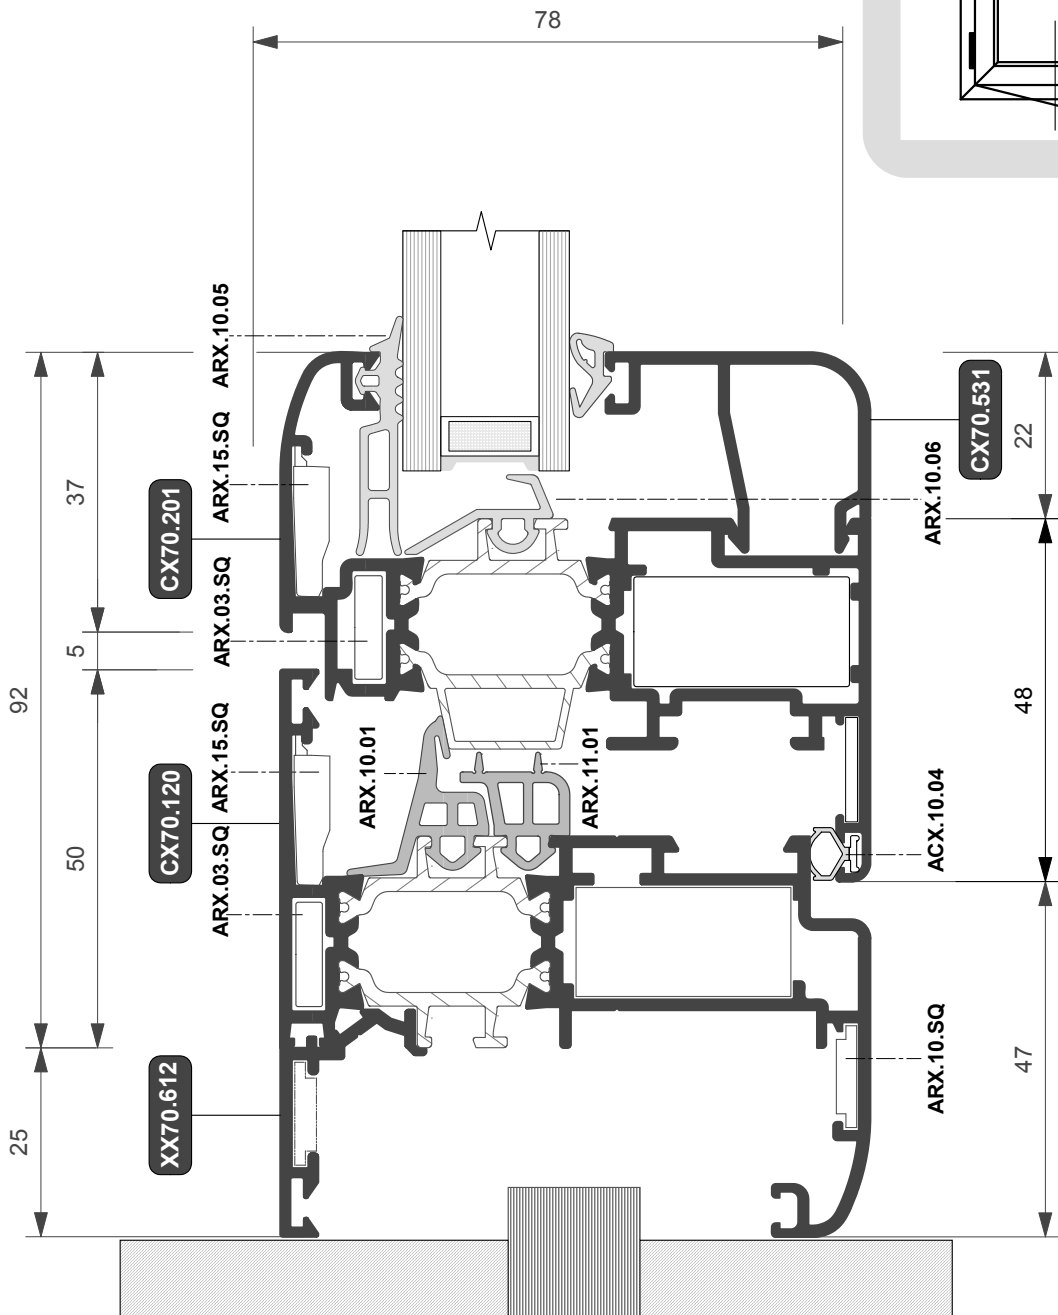 78
ARX.10.05
ARX.15.SQ
CX70.201
ARX.03.SQ
37
5
92
CX70.531
22
ARX.10.06
48
ARX.15.SQ
CX70.120
ARX.03.SQ
50
ARX.10.01
ARX.11.01
ACX.10.04
XX70.612
25
ARX.10.SQ
47